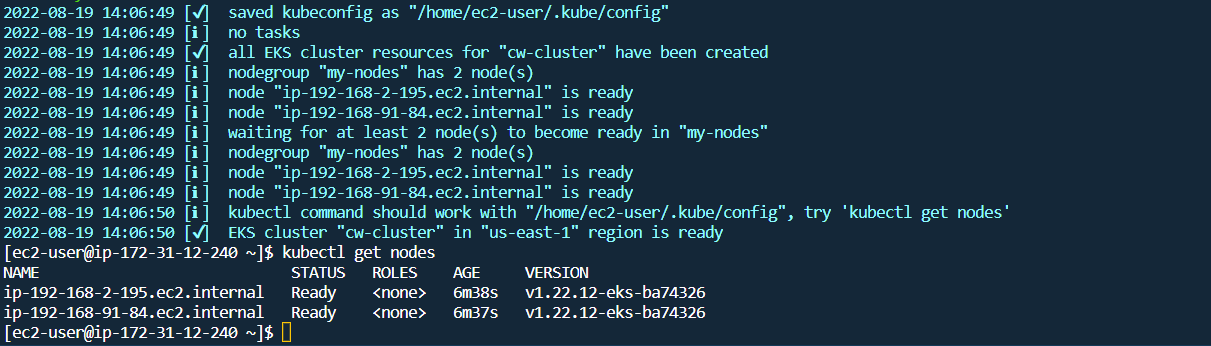 2022-08-19 14:06:49 [✔]  saved kubeconfig as "/home/ec2-user/.kube/config"
2022-08-19 14:06:49 [ℹ]  no tasks
2022-08-19 14:06:49 [✔]  all EKS cluster resources for "cw-cluster" have been created
2022-08-19 14:06:49 [ℹ]  nodegroup "my-nodes" has 2 node(s)
2022-08-19 14:06:49 [ℹ]  node "ip-192-168-2-195.ec2.internal" is ready
2022-08-19 14:06:49 [ℹ]  node "ip-192-168-91-84.ec2.internal" is ready
2022-08-19 14:06:49 [ℹ]  waiting for at least 2 node(s) to become ready in "my-nodes"
2022-08-19 14:06:49 [ℹ]  nodegroup "my-nodes" has 2 node(s)
2022-08-19 14:06:49 [ℹ]  node "ip-192-168-2-195.ec2.internal" is ready
2022-08-19 14:06:49 [ℹ]  node "ip-192-168-91-84.ec2.internal" is ready
2022-08-19 14:06:50 [ℹ]  kubectl command should work with "/home/ec2-user/.kube/config", try 'kubectl get nodes'
2022-08-19 14:06:50 [✔]  EKS cluster "cw-cluster" in "us-east-1" region is ready
[ec2-user@ip-172-31-12-240 ~]$ kubectl get nodes
NAME                            STATUS   ROLES    AGE     VERSION
ip-192-168-2-195.ec2.internal   Ready    <none>   6m38s   v1.22.12-eks-ba74326
ip-192-168-91-84.ec2.internal   Ready    <none>   6m37s   v1.22.12-eks-ba74326
[ec2-user@ip-172-31-12-240 ~]$